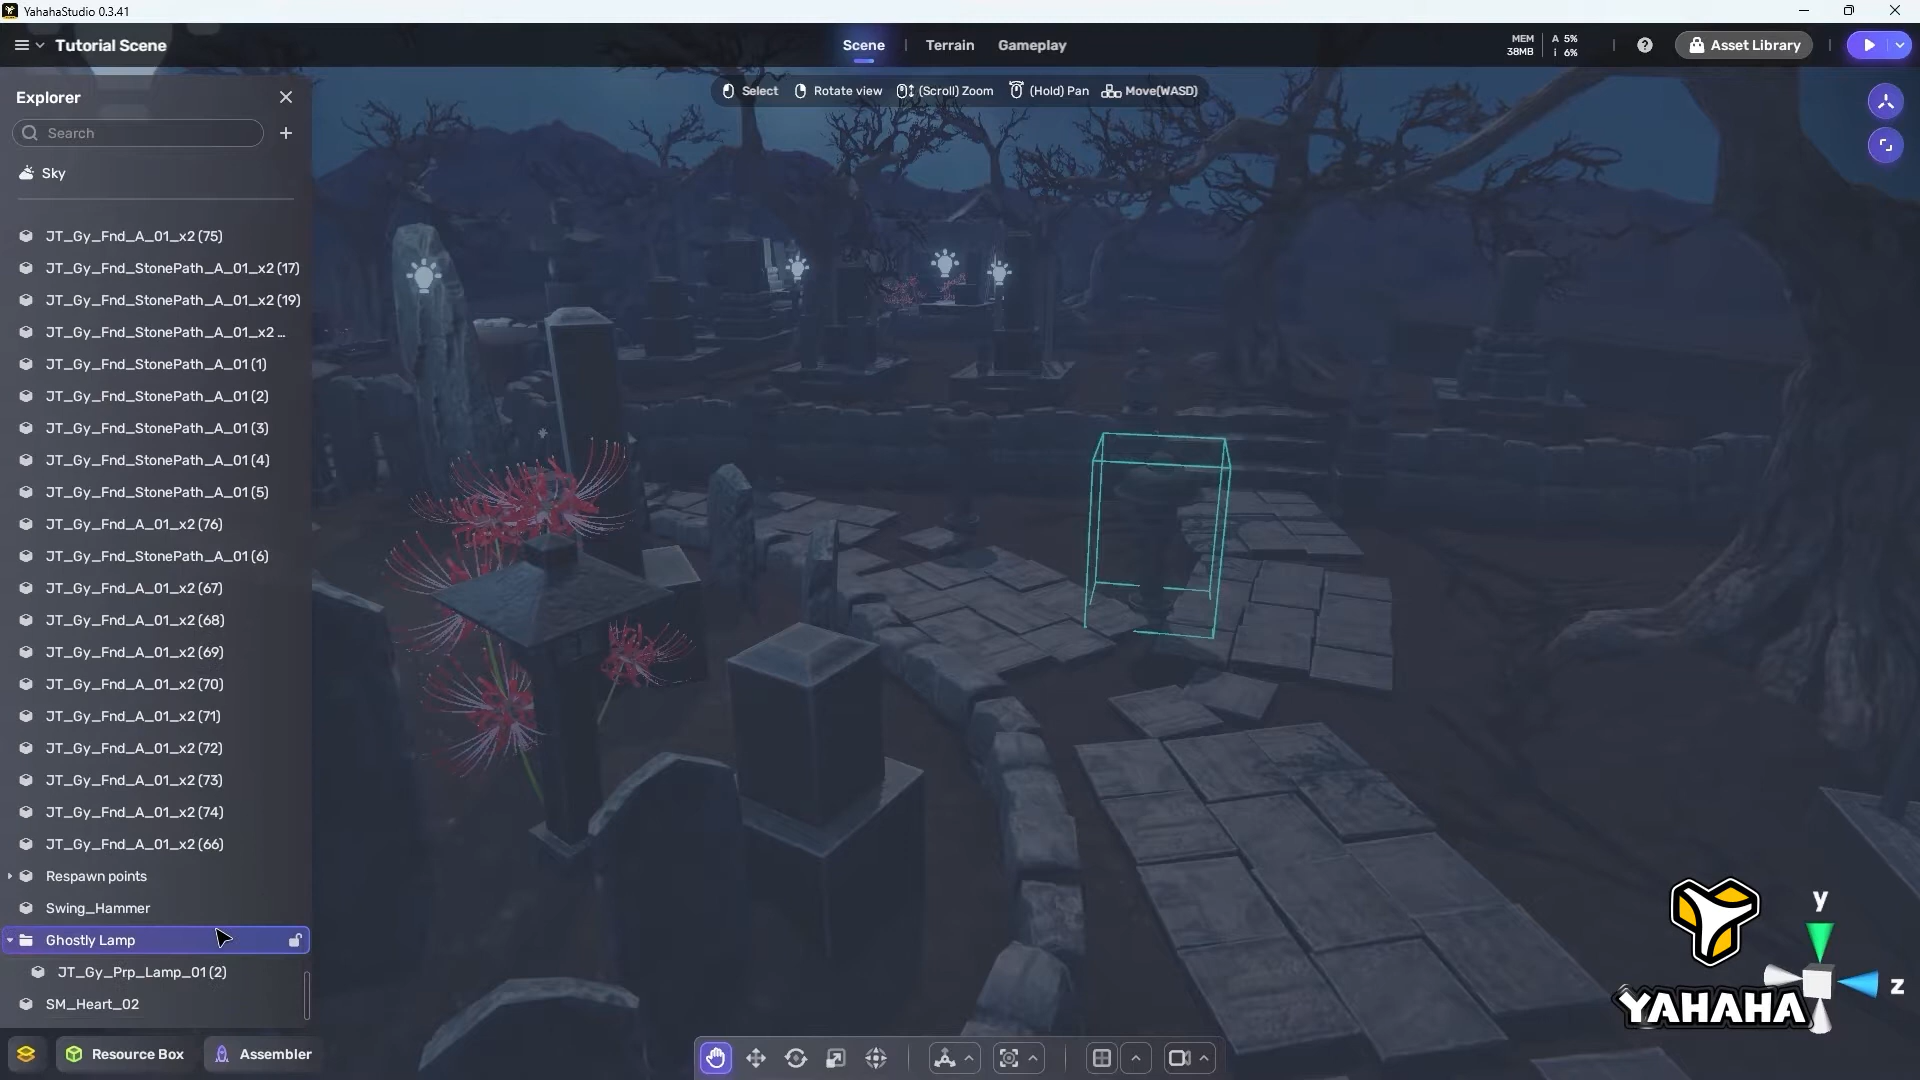 YahahaStudio 0.3.41
Tutorial Scene
Scene
Terrain
Gameplay
MEM
38MB
A 5%
i 6%
Asset Library
Explorer
Search
Sky
Select
Rotate view
(Scroll) Zoom
(Hold) Pan
Move(WASD)
JT_Gy_Fnd_A_01_x2 (75)
JT_Gy_Fnd_StonePath_A_01_x2 (17)
JT_Gy_Fnd_StonePath_A_01_x2 (19)
JT_Gy_Fnd_StonePath_A_01_x2 ...
JT_Gy_Fnd_StonePath_A_01 (1)
JT_Gy_Fnd_StonePath_A_01 (2)
JT_Gy_Fnd_StonePath_A_01 (3)
JT_Gy_Fnd_StonePath_A_01 (4)
JT_Gy_Fnd_StonePath_A_01 (5)
JT_Gy_Fnd_A_01_x2 (76)
JT_Gy_Fnd_StonePath_A_01 (6)
JT_Gy_Fnd_A_01_x2 (67)
JT_Gy_Fnd_A_01_x2 (68)
JT_Gy_Fnd_A_01_x2 (69)
JT_Gy_Fnd_A_01_x2 (70)
JT_Gy_Fnd_A_01_x2 (71)
JT_Gy_Fnd_A_01_x2 (72)
JT_Gy_Fnd_A_01_x2 (73)
JT_Gy_Fnd_A_01_x2 (74)
JT_Gy_Fnd_A_01_x2 (66)
Respawn points
Swing_Hammer
Ghostly Lamp
JT_Gy_Prp_Lamp_01 (2)
SM_Heart_02
Resource Box
Assembler
y
z
YAHAHA